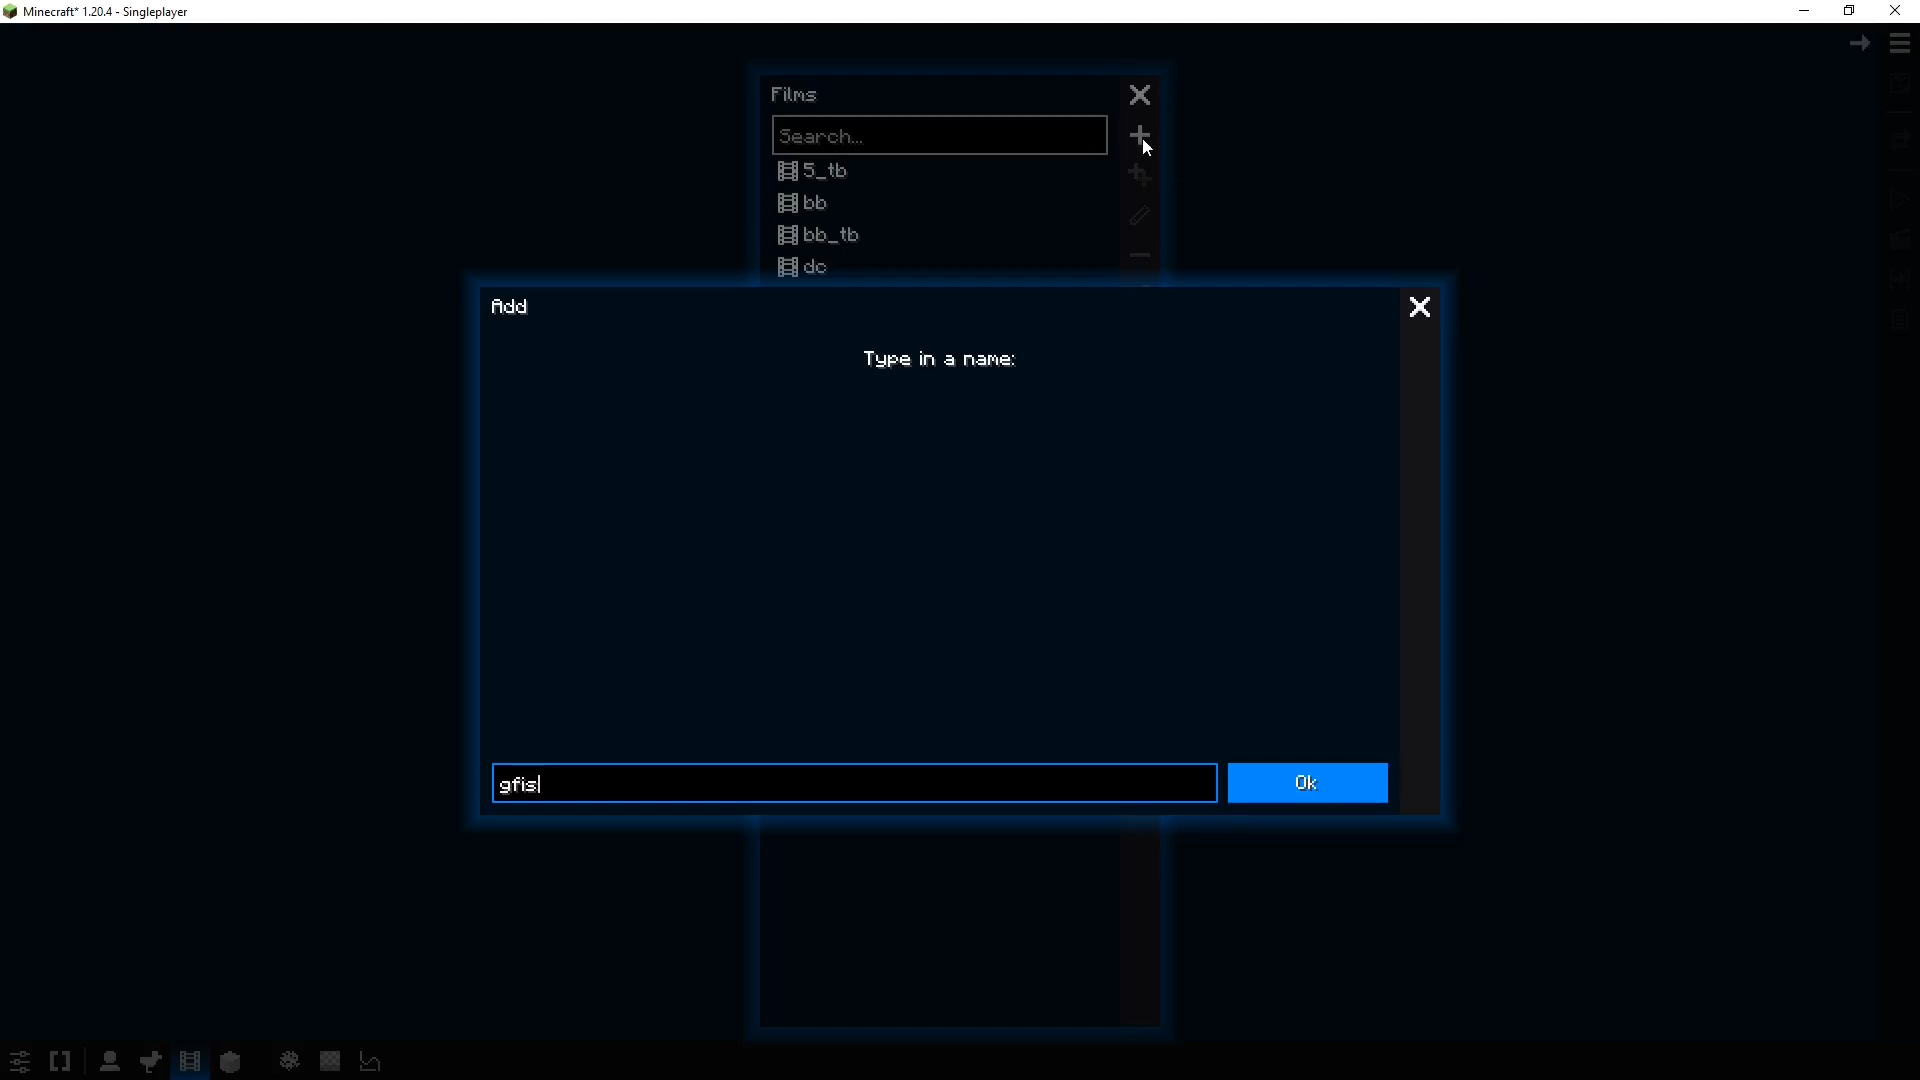 Minecraft* 1.20.4 - Singleplayer
Films
Search...
5_tb
bb
bb_tb
dc
Add
Type in a name:
gfis
Ok